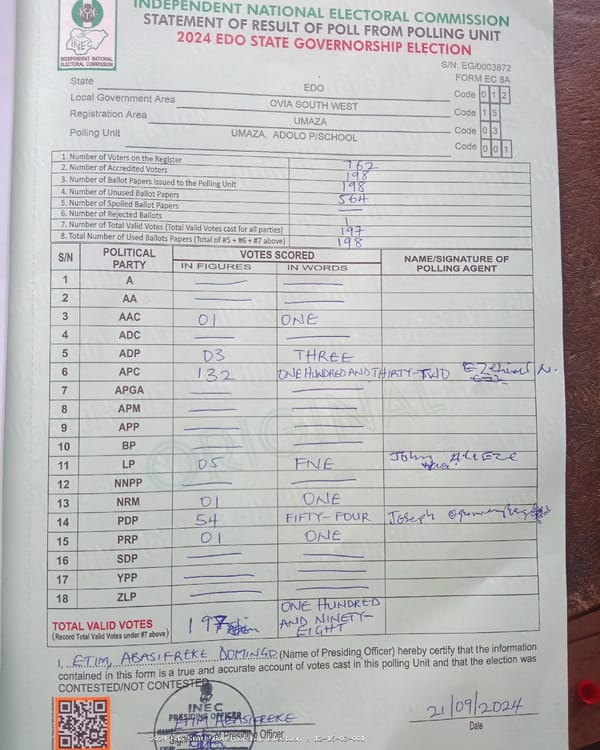 INDEPENDENT NATIONAL ELECTORAL COMMISSION
STATEMENT OF RESULT OF POLL FROM POLLING UNIT
2024 EDO STATE GOVERNORSHIP ELECTION
INEC
INDEPENDENT NATIONAL
ELECTORAL COMMISSION
S/N: EG/0003872
FORM EC 8A
State EDO Code 0 1 2
Local Government Area OVIA SOUTH WEST Code 1 5
Registration Area UMAZA Code 0 3
Polling Unit UMAZA, ADOLO P/SCHOOL Code 0 0 1
1. Number of Voters on the Register 762
2. Number of Accredited Voters 198
3. Number of Ballot Papers Issued to the Polling Unit 198
4. Number of Unused Ballot Papers 564
5. Number of Spoiled Ballot Papers —
6. Number of Rejected Ballots 1
7. Number of Total Valid Votes (Total Valid Votes cast for all parties) 197
8. Total Number of Used Ballots Papers (Total of #5 + #6 + #7 above) 198
S/N POLITICAL PARTY VOTES SCORED NAME/SIGNATURE OF POLLING AGENT
IN FIGURES IN WORDS
1 A — —
2 AA — —
3 AAC 01 ONE
4 ADC — —
5 ADP 03 THREE
6 APC 132 ONE HUNDRED AND THIRTY-TWO
7 APGA — —
8 APM — —
9 APP — —
10 BP — —
11 LP 05 FIVE John
12 NNPP — —
13 NRM 01 ONE
14 PDP 54 FIFTY-FOUR Joseph
15 PRP 01 ONE
16 SDP — —
17 YPP — —
18 ZLP — —
ORIGINAL
TOTAL VALID VOTES 197 ONE HUNDRED AND NINETY-EIGHT
(Record Total Valid Votes under #7 above)
I, ETIM, ABASIFREKE DOMINGO (Name of Presiding Officer) hereby certify that the information
contained in this form is a true and accurate account of votes cast in this polling Unit and that the election was
CONTESTED/NOT CONTESTED
INEC
PRESIDING OFFICER
ETIM ABASIFREKE
Presiding Officer
21/09/2024
Date